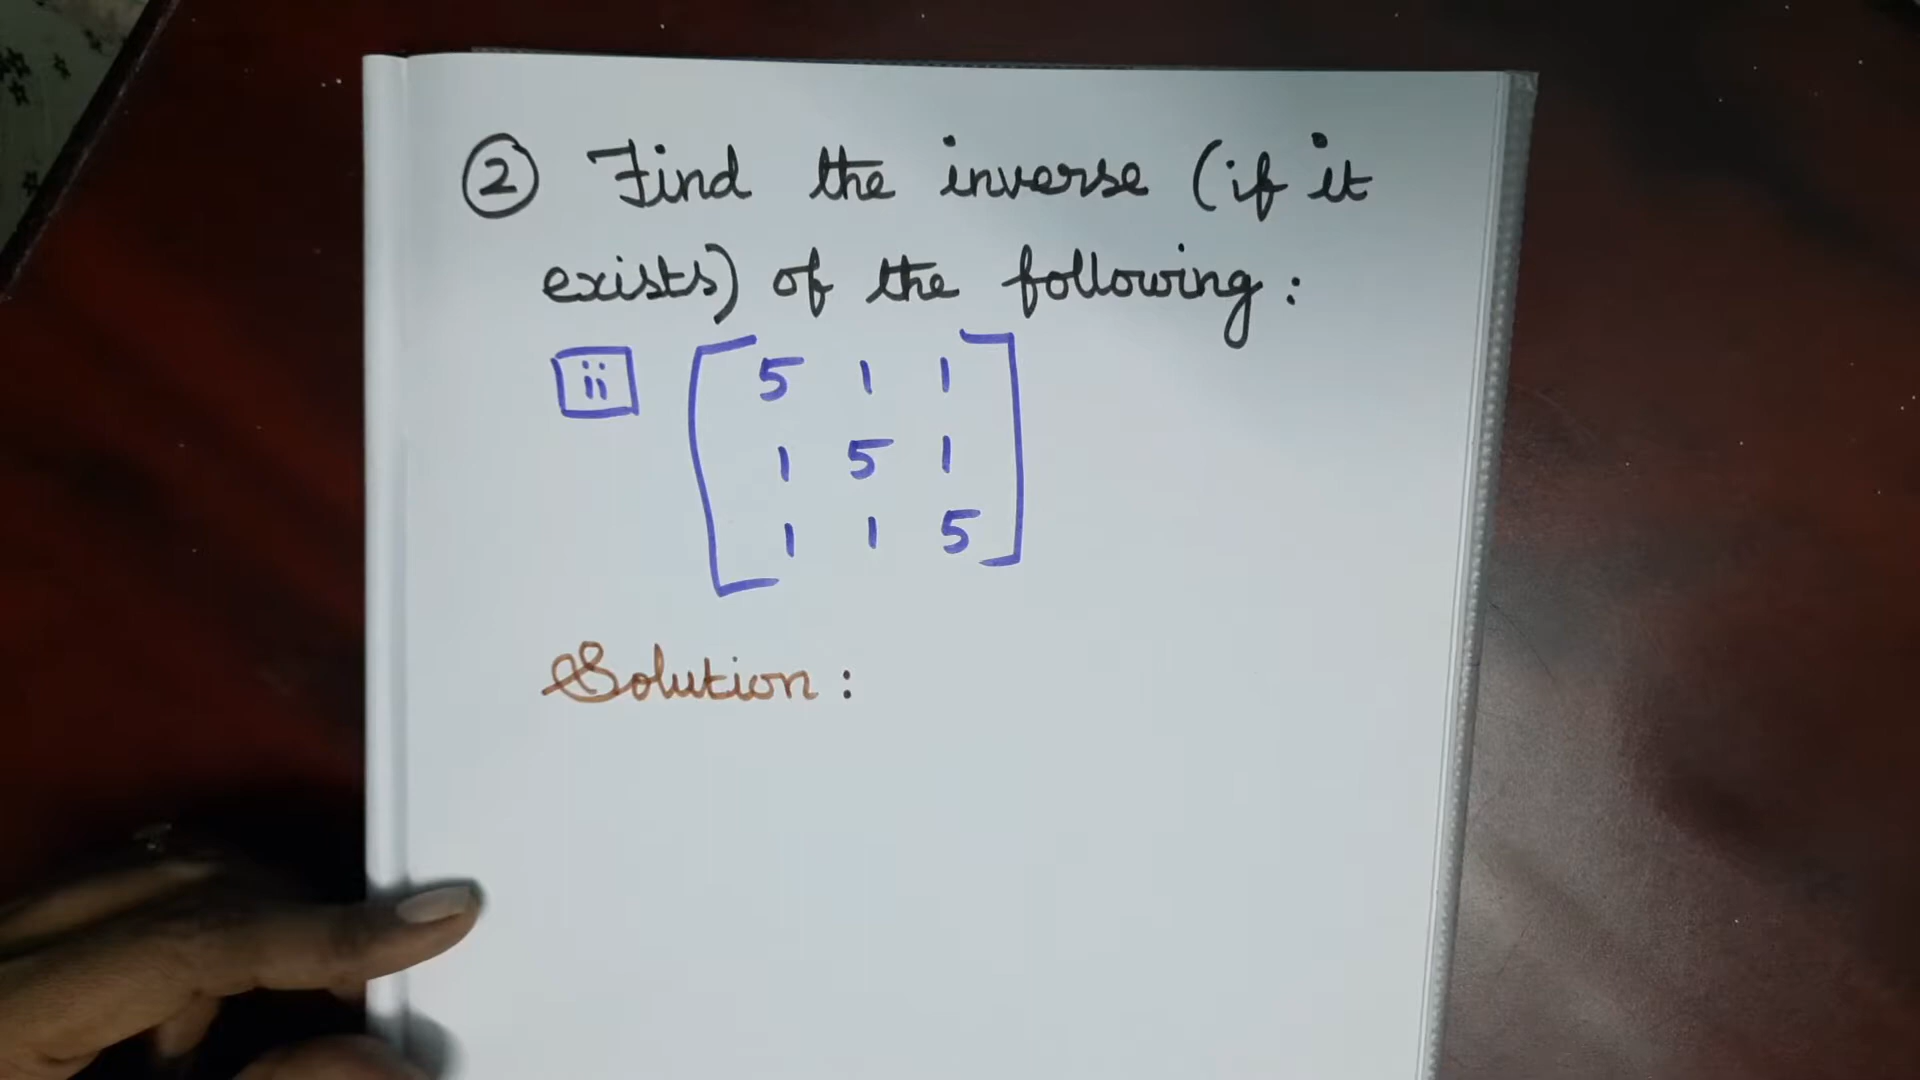 ② Find the inverse (if it
exists) of the following:
ii [5 1 1
1 5 1
1 1 5]
Solution: